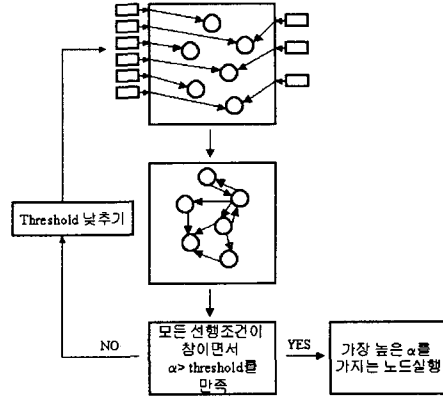 Threshold 낮추기
NO
모든 선행조건이
참이면서
α> threshold를
만족
YES
가장 높은 α를
가지는 노드실행